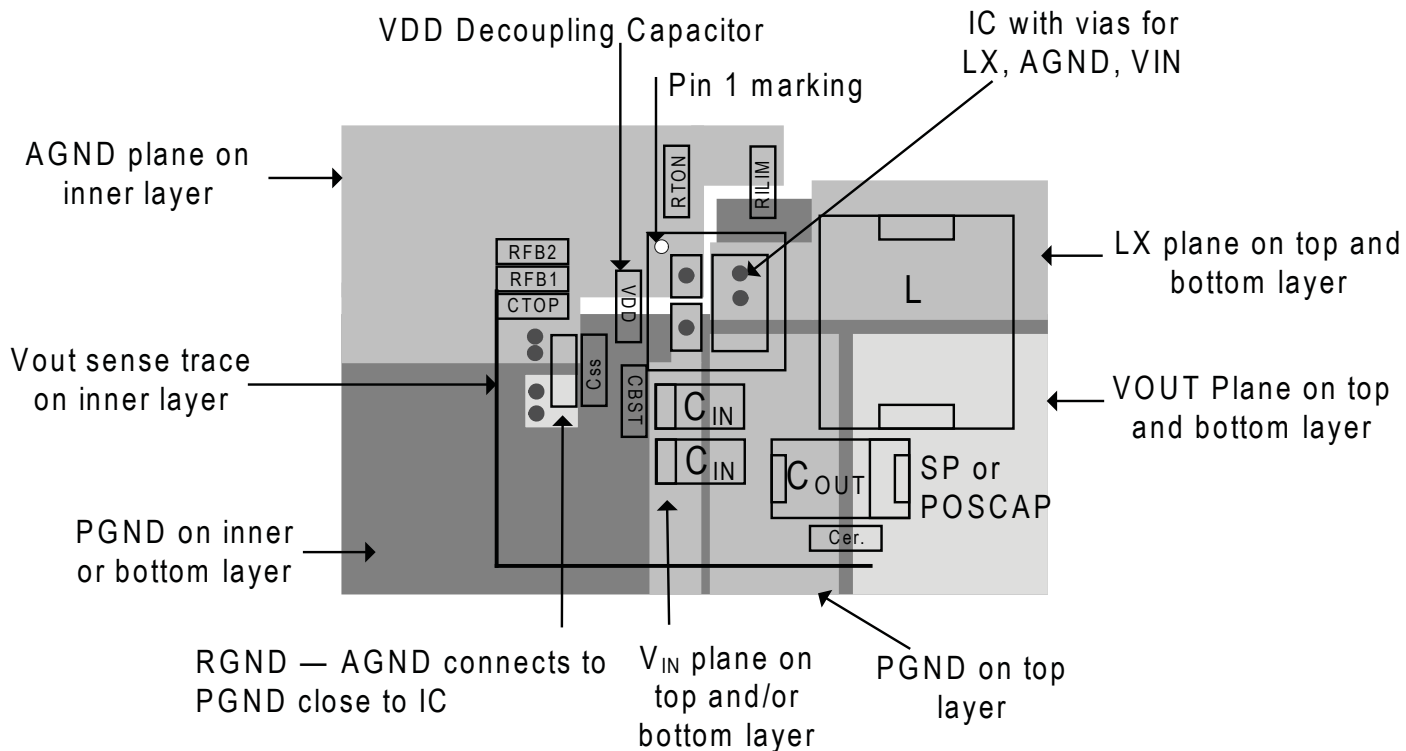 VDD Decoupling Capacitor
IC with vias for
LX, AGND, VIN
Pin 1 marking
AGND plane on
inner layer
RTON
RILIM
RFB2
RFB1
CTOP
VDD
L
LX plane on top and
bottom layer
Vout sense trace
on inner layer
Css
CBST
CIN
CIN
VOUT Plane on top
and bottom layer
COUT
SP or
POSCAP
Cer.
PGND on inner
or bottom layer
RGND — AGND connects to
PGND close to IC
VIN plane on
top and/or
bottom layer
PGND on top
layer